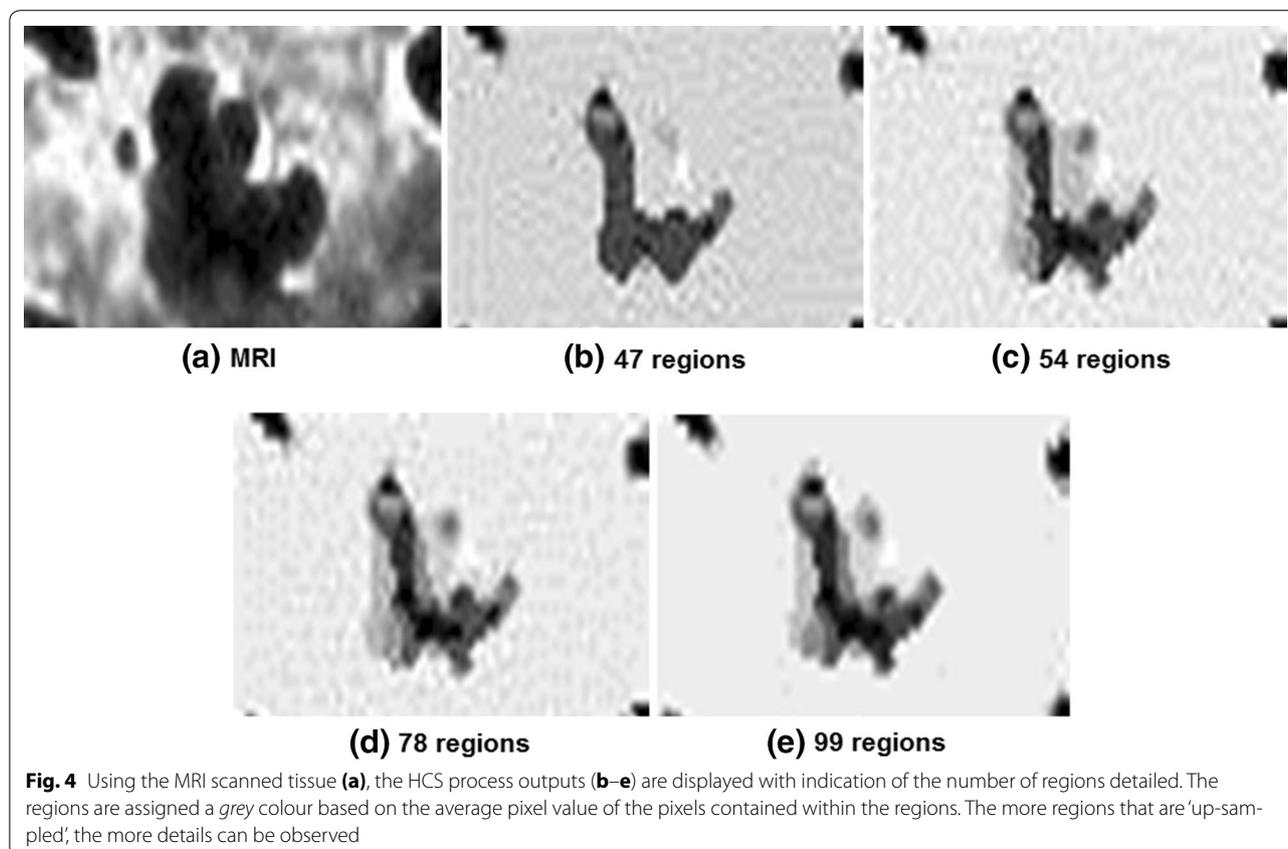 (a) MRI
(b) 47 regions
(c) 54 regions
(d) 78 regions
(e) 99 regions
Fig. 4 Using the MRI scanned tissue (a), the HCS process outputs (b–e) are displayed with indication of the number of regions detailed. The
regions are assigned a grey colour based on the average pixel value of the pixels contained within the regions. The more regions that are ‘up-sam-
pled’, the more details can be observed